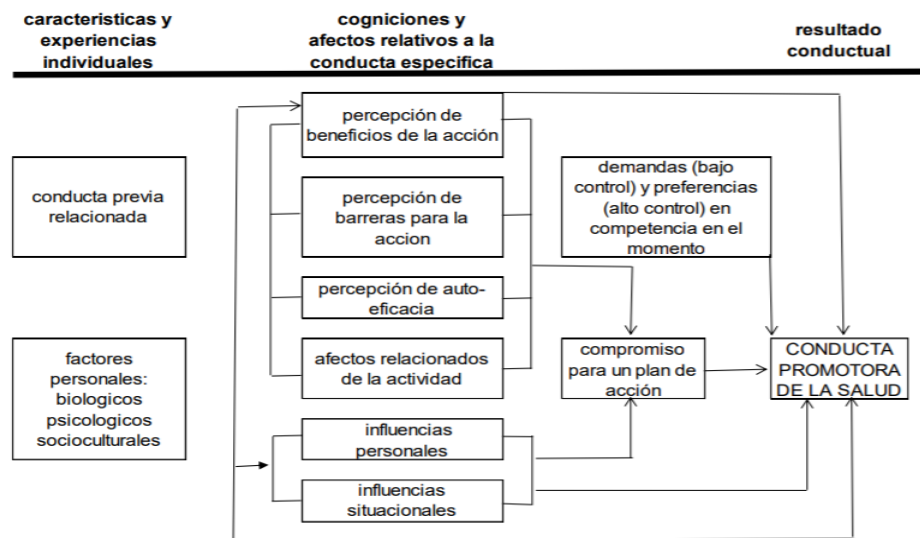 caracteristicas y
experiencias
individuales
cogniciones y
afectos relativos a la
conducta especifica
resultado
conductual
conducta previa
relacionada
factores
personales:
biologicos
psicologicos
socioculturales
percepción de
beneficios de la acción
percepción de
barreras para la
accion
percepción de auto-
eficacia
afectos relacionados
de la actividad
influencias
personales
influencias
situacionales
demandas (bajo
control) y preferencias
(alto control) en
competencia en el
momento
compromiso
para un plan de
acción
CONDUCTA
PROMOTORA
DE LA SALUD